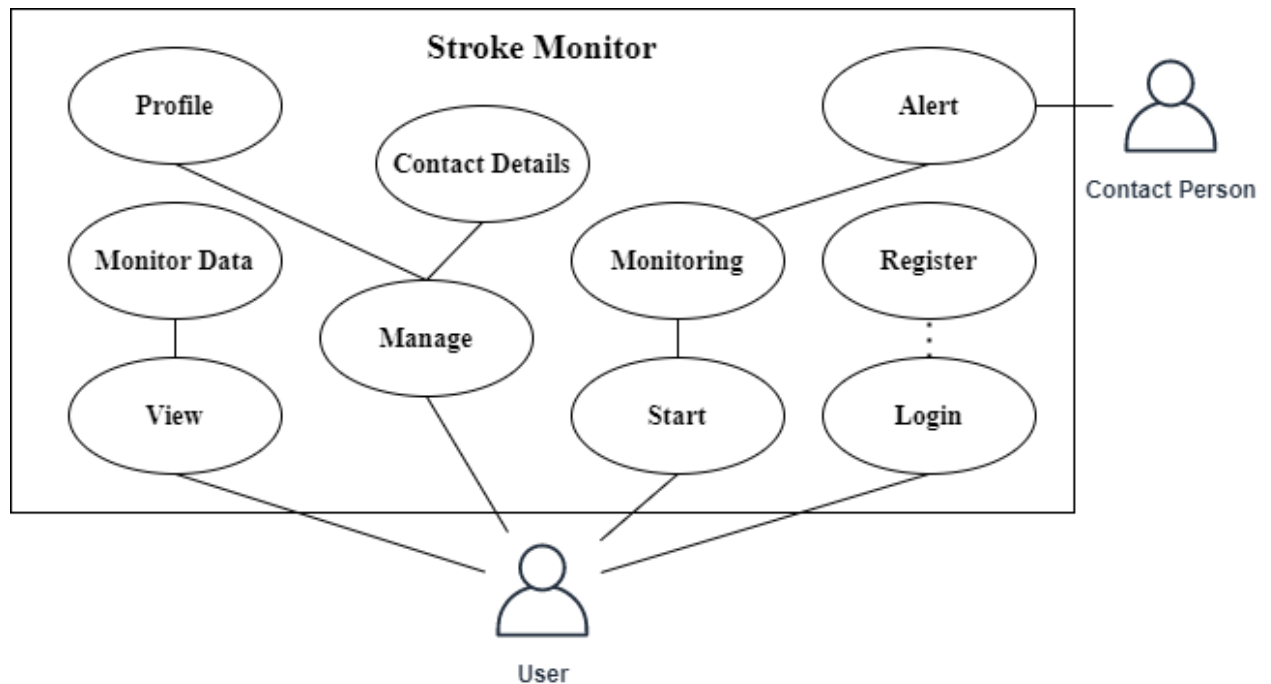 Stroke Monitor
Profile
Alert
Contact Details
Contact Person
Monitor Data
Monitoring
Register
Manage
View
Start
Login
User